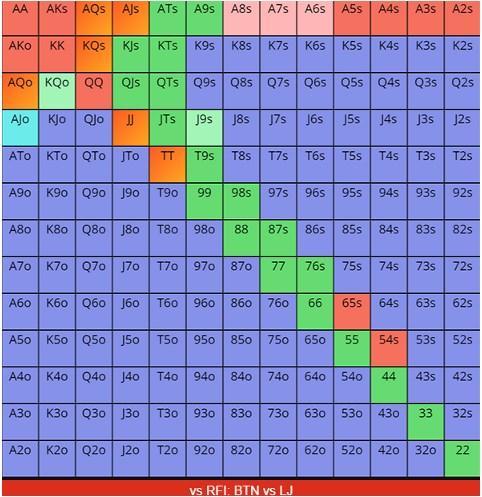 AA AKs AQs AJs ATs A9s A8s A7s A6s A5s A4s A3s A2s
AKo KK KQs KJs KTs K9s K8s K7s K6s K5s K4s K3s K2s
AQo KQo QQ QJs QTs Q9s Q8s Q7s Q6s Q5s Q4s Q3s Q2s
AJo KJo QJo JJ JTs J9s J8s J7s J6s J5s J4s J3s J2s
ATo KTo QTo JTo TT T9s T8s T7s T6s T5s T4s T3s T2s
A9o K9o Q9o J9o T9o 99 98s 97s 96s 95s 94s 93s 92s
A8o K8o Q8o J8o T8o 98o 88 87s 86s 85s 84s 83s 82s
A7o K7o Q7o J7o T7o 97o 87o 77 76s 75s 74s 73s 72s
A6o K6o Q6o J6o T6o 96o 86o 76o 66 65s 64s 63s 62s
A5o K5o Q5o J5o T5o 95o 85o 75o 65o 55 54s 53s 52s
A4o K4o Q4o J4o T4o 94o 84o 74o 64o 54o 44 43s 42s
A3o K3o Q3o J3o T3o 93o 83o 73o 63o 53o 43o 33 32s
A2o K2o Q2o J2o T2o 92o 82o 72o 62o 52o 42o 32o 22
vs RFI: BTN vs LJ